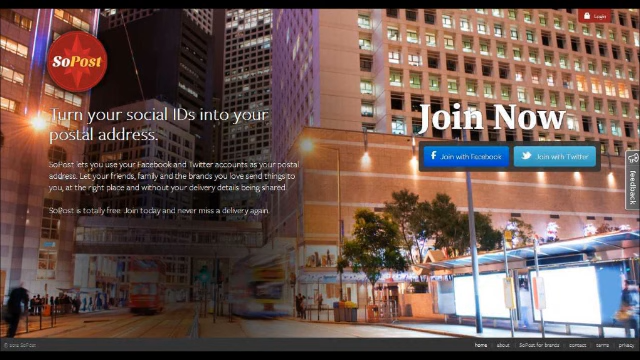 Login
SoPost
Turn your social IDs into your
postal address.
SoPost lets you use your Facebook and Twitter accounts as your postal
address. Let your friends, family and the brands you love send things to
you, at the right place and without your delivery details being shared.
SoPost is totally free. Join today and never miss a delivery again.
Join Now
Join with Facebook
Join with Twitter
feedback
© 2012 SoPost
home | about | SoPost for brands | contact | terms | privacy